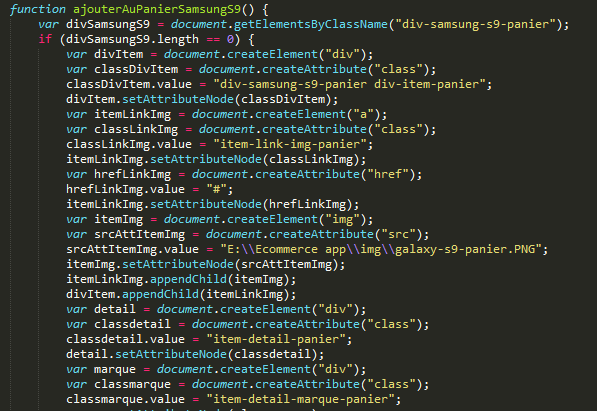 function ajouterAuPanierSamsungS9() {
var divSamsungS9 = document.getElementsByClassName("div-samsung-s9-panier");
if (divSamsungS9.length == 0) {
var divItem = document.createElement("div");
var classDivItem = document.createAttribute("class");
classDivItem.value = "div-samsung-s9-panier div-item-panier";
divItem.setAttributeNode(classDivItem);
var itemLinkImg = document.createElement("a");
var classLinkImg = document.createAttribute("class");
classLinkImg.value = "item-link-img-panier";
itemLinkImg.setAttributeNode(classLinkImg);
var hrefLinkImg = document.createAttribute("href");
hrefLinkImg.value = "#";
itemLinkImg.setAttributeNode(hrefLinkImg);
var itemImg = document.createElement("img");
var srcAttItemImg = document.createAttribute("src");
srcAttItemImg.value = "E:\\Ecommerce app\\img\\galaxy-s9-panier.PNG";
itemImg.setAttributeNode(srcAttItemImg);
itemLinkImg.appendChild(itemImg);
divItem.appendChild(itemLinkImg);
var detail = document.createElement("div");
var classdetail = document.createAttribute("class");
classdetail.value = "item-detail-panier";
detail.setAttributeNode(classdetail);
var marque = document.createElement("div");
var classmarque = document.createAttribute("class");
classmarque.value = "item-detail-marque-panier";